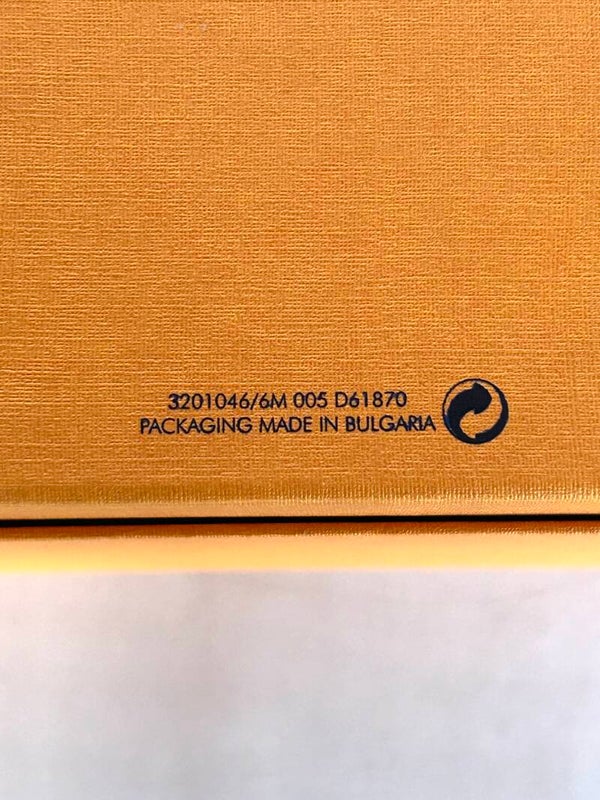 3201046/6M 005 D61870
PACKAGING MADE IN BULGARIA